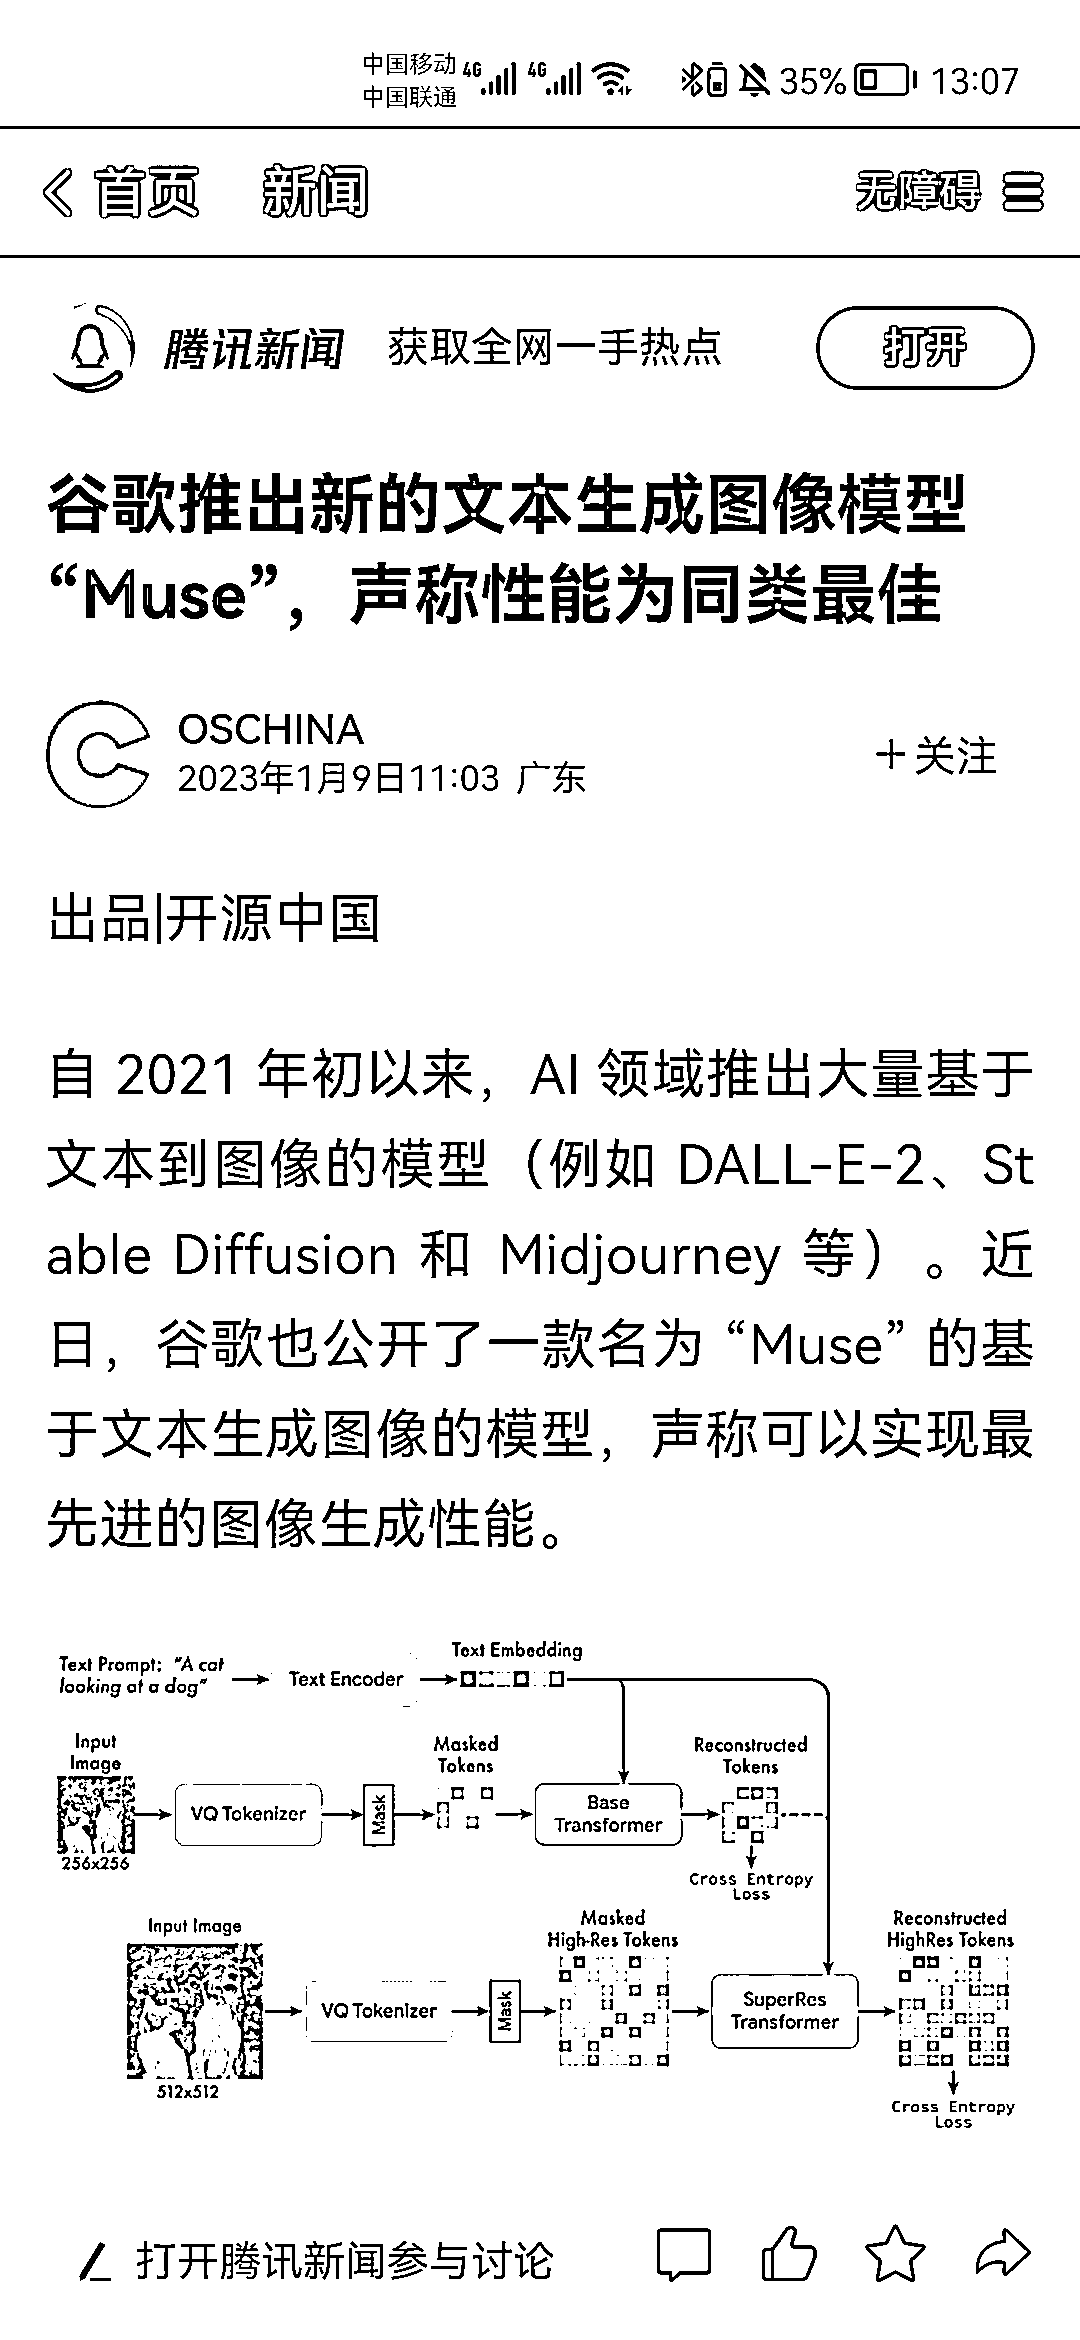 中国移动 4G 4G 35% 13:07
中国联通
首页 新闻 无障碍
腾讯新闻 获取全网一手热点 打开
谷歌推出新的文本生成图像模型
“Muse”，声称性能为同类最佳
OSCHINA
2023年1月9日11:03 广东
＋关注
出品|开源中国
自 2021 年初以来，AI 领域推出大量基于
文本到图像的模型（例如 DALL-E-2、St
able Diffusion 和 Midjourney 等）。近
日，谷歌也公开了一款名为 “Muse” 的基
于文本生成图像的模型，声称可以实现最
先进的图像生成性能。
Text Embedding
Text Prompt: “A cat
looking at a dog”
Text Encoder
Input
Image
Masked
Tokens
Reconstructed
Tokens
VQ Tokenizer
Mask
Base
Transformer
256x256
Cross Entropy
Loss
Input Image
Masked
High-Res Tokens
Reconstructed
HighRes Tokens
VQ Tokenizer
Mask
SuperRes
Transformer
512x512
Cross Entropy
Loss
打开腾讯新闻参与讨论